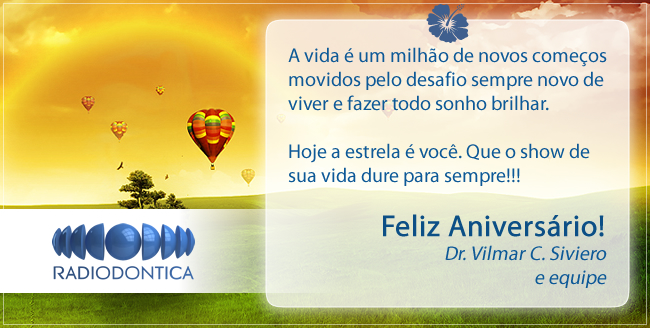 A vida é um milhão de novos começos
movidos pelo desafio sempre novo de
viver e fazer todo sonho brilhar.
Hoje a estrela é você. Que o show de
sua vida dure para sempre!!!
Feliz Aniversário!
Dr. Vilmar C. Siviero
e equipe
RADIODONTICA